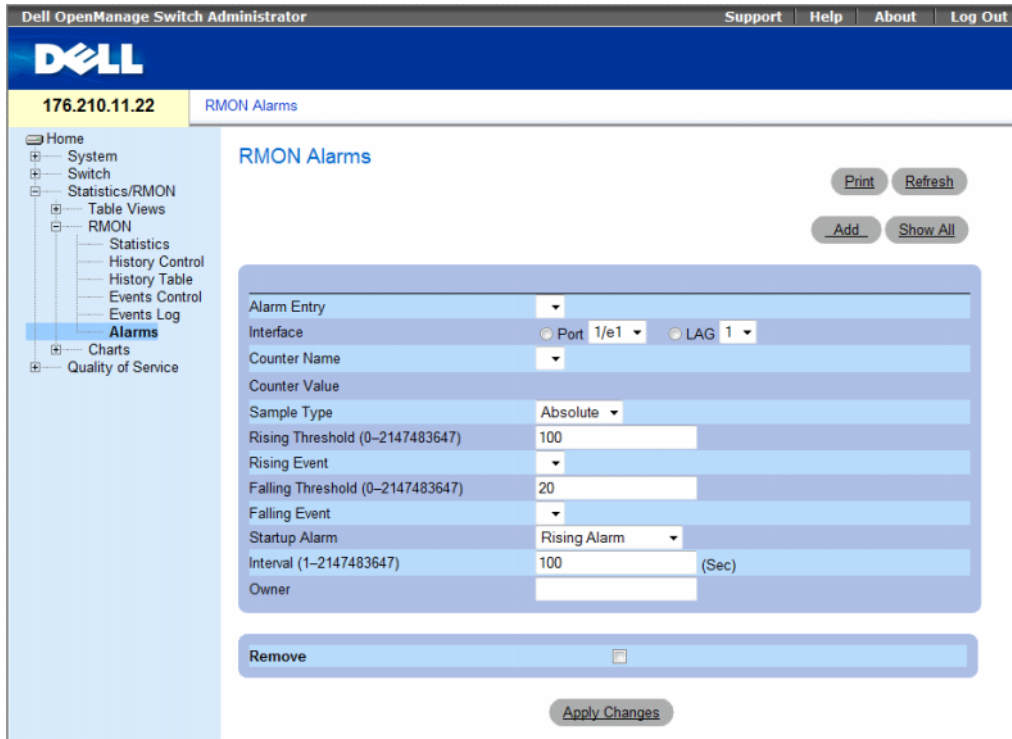 Dell OpenManage Switch Administrator Support Help About Log Out
DELL
176.210.11.22 RMON Alarms
Home
System
Switch
Statistics/RMON
Table Views
RMON
Statistics
History Control
History Table
Events Control
Events Log
Alarms
Charts
Quality of Service
RMON Alarms
Print Refresh
Add Show All
Alarm Entry
Interface Port 1/e1 LAG 1
Counter Name
Counter Value
Sample Type Absolute
Rising Threshold (0–2147483647) 100
Rising Event
Falling Threshold (0–2147483647) 20
Falling Event
Startup Alarm Rising Alarm
Interval (1–2147483647) 100 (Sec)
Owner
Remove
Apply Changes